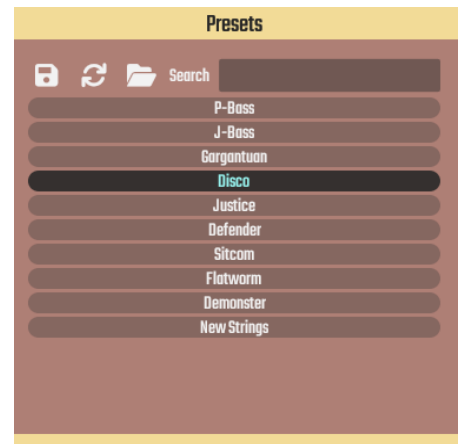 Presets
Search
P-Bass
J-Bass
Gargantuan
Disco
Justice
Defender
Sitcom
Flatworm
Demonster
New Strings